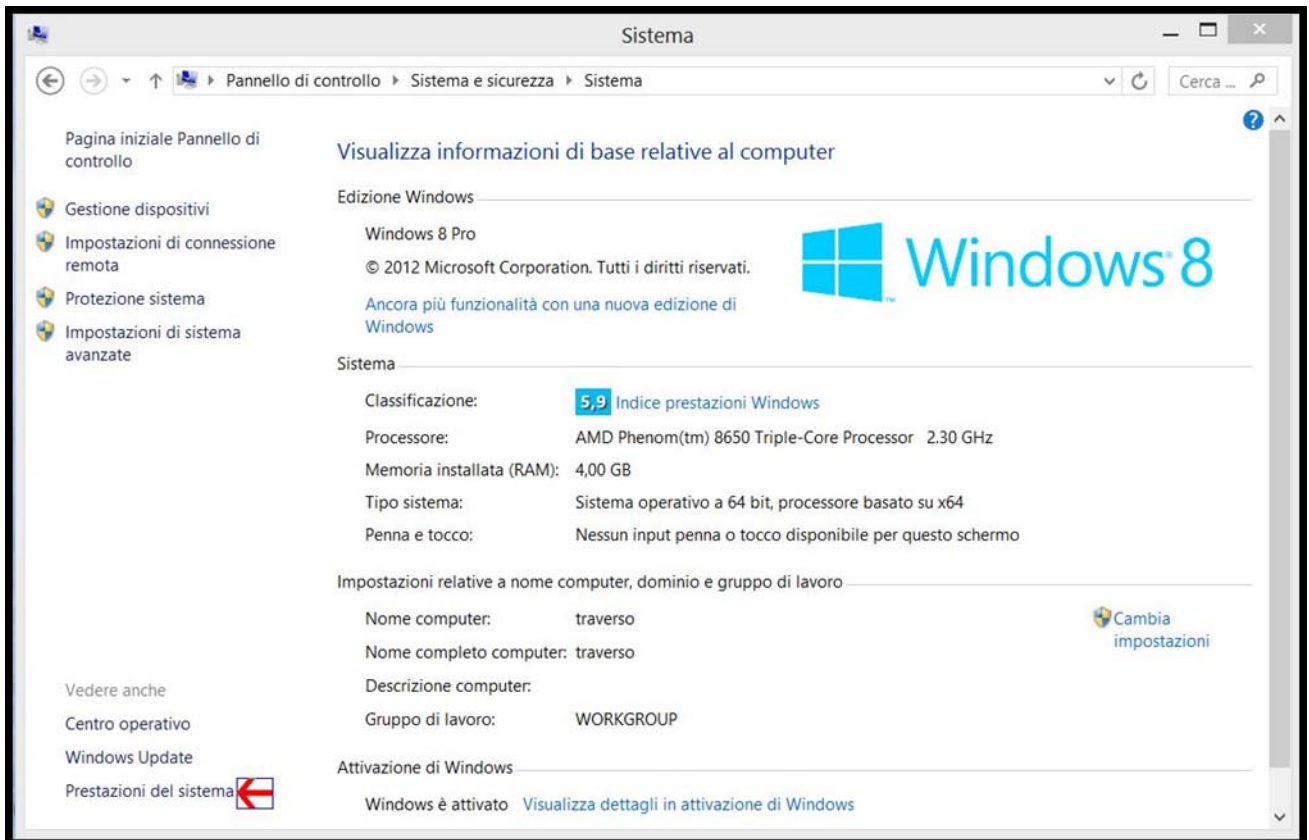 Sistema
Pannello di controllo Sistema e sicurezza Sistema
Cerca ...
Pagina iniziale Pannello di
controllo
Gestione dispositivi
Impostazioni di connessione
remota
Protezione sistema
Impostazioni di sistema
avanzate
Vedere anche
Centro operativo
Windows Update
Prestazioni del sistema
Visualizza informazioni di base relative al computer
Edizione Windows
Windows 8 Pro
© 2012 Microsoft Corporation. Tutti i diritti riservati.
Ancora più funzionalità con una nuova edizione di
Windows
Windows 8
Sistema
Classificazione: 5,9 Indice prestazioni Windows
Processore: AMD Phenom(tm) 8650 Triple-Core Processor 2.30 GHz
Memoria installata (RAM): 4,00 GB
Tipo sistema: Sistema operativo a 64 bit, processore basato su x64
Penna e tocco: Nessun input penna o tocco disponibile per questo schermo
Impostazioni relative a nome computer, dominio e gruppo di lavoro
Nome computer: traverso
Cambia
impostazioni
Nome completo computer: traverso
Descrizione computer:
Gruppo di lavoro: WORKGROUP
Attivazione di Windows
Windows è attivato Visualizza dettagli in attivazione di Windows